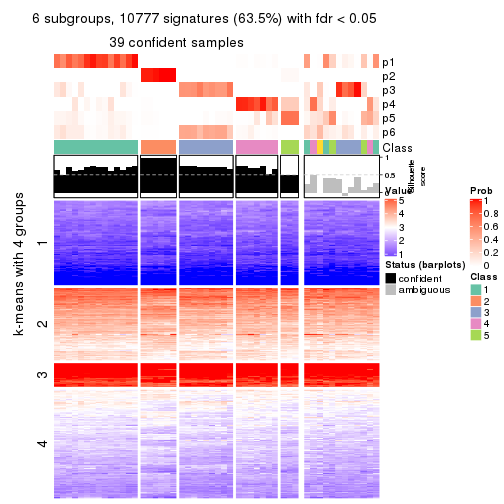 6 subgroups, 10777 signatures (63.5%) with fdr < 0.05
39 confident samples
p1
p2
p3
p4
p5
p6
Class
1
0.5
0
Silhouette
score
k-means with 4 groups
1
2
3
4
Value
5
4
3
2
1
Status (barplots)
confident
ambiguous
Prob
1
0.8
0.6
0.4
0.2
0
Class
1
2
3
4
5